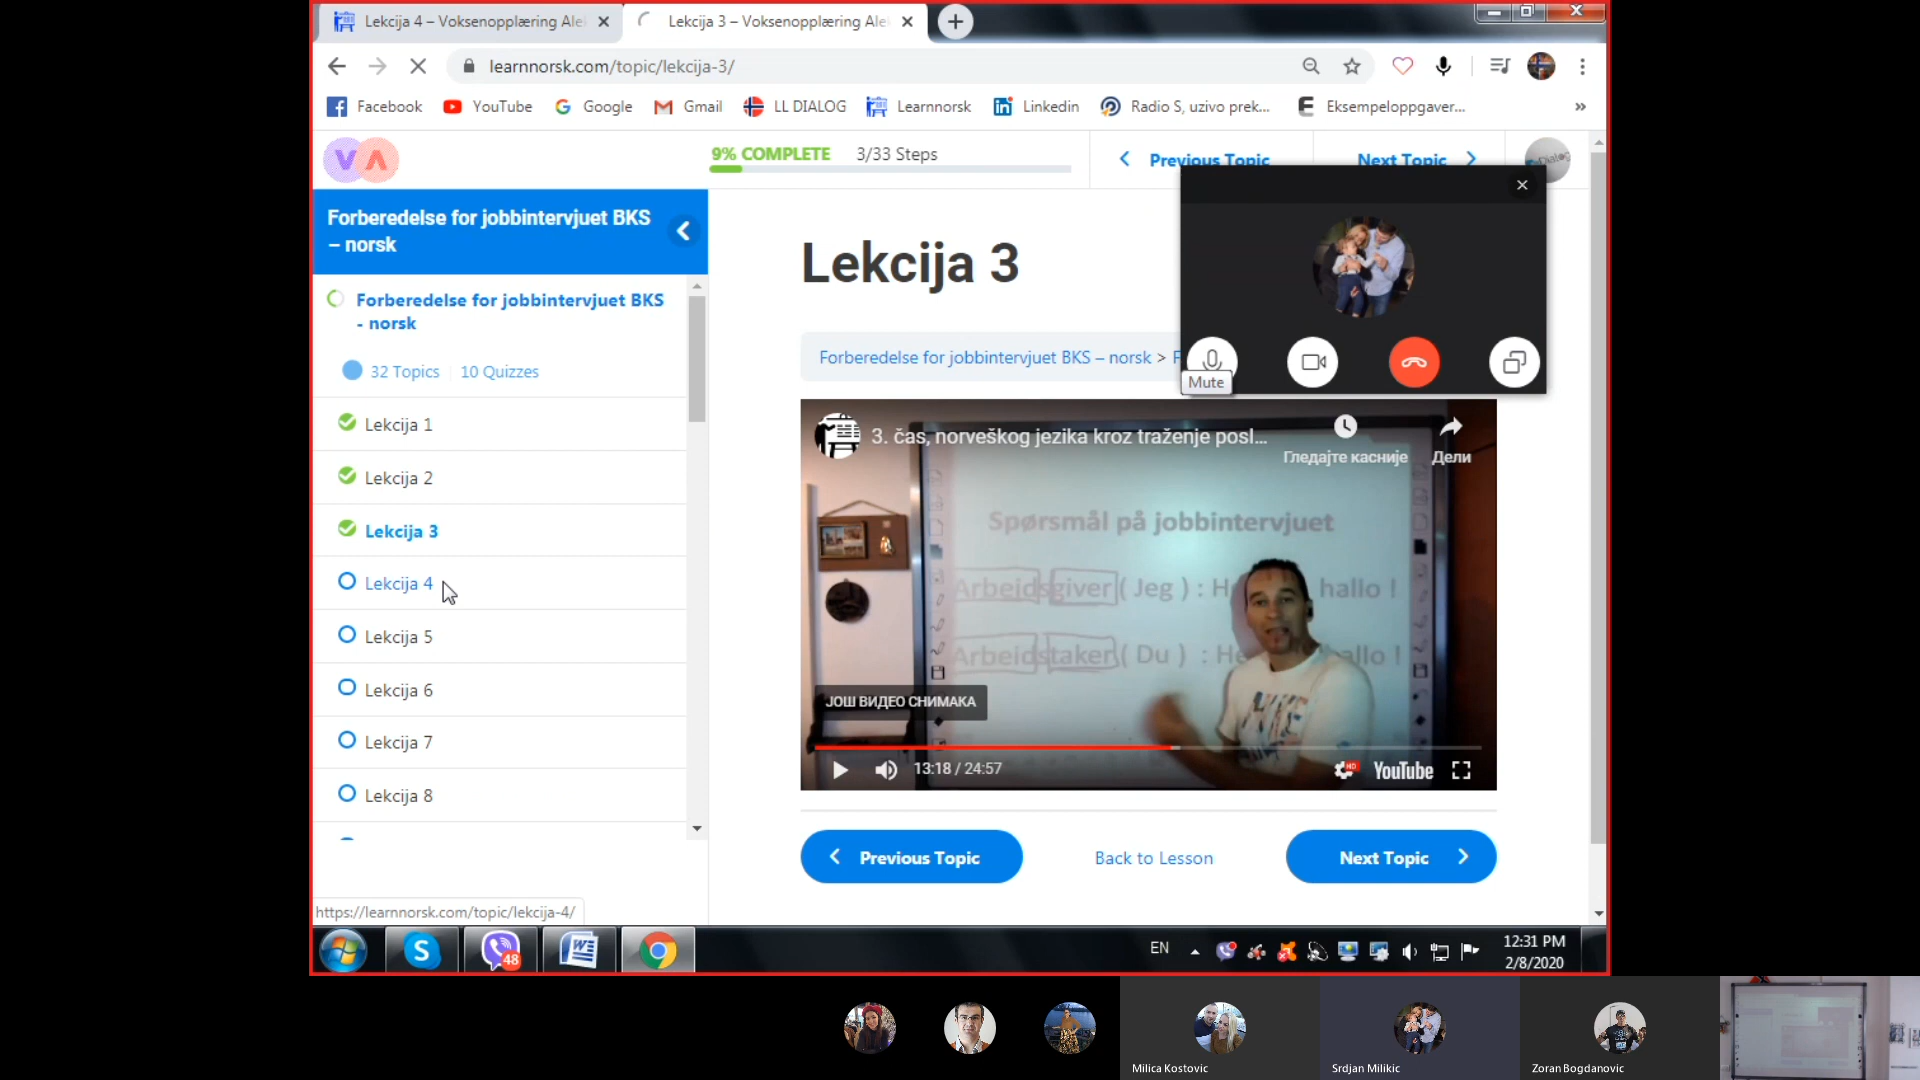 Lekcija 4 – Voksenopplæring Ale
Lekcija 3 – Voksenopplæring Ale
learnnorsk.com/topic/lekcija-3/
Facebook
YouTube
Google
Gmail
LL DIALOG
Learnnorsk
Linkedin
Radio S, uzivo prek...
Eksempeloppgaver...
V A
9% COMPLETE
3/33 Steps
Previous Topic
Next Topic
Dialog
Forberedelse for jobbintervjuet BKS
– norsk
Forberedelse for jobbintervjuet BKS
- norsk
32 Topics
10 Quizzes
Lekcija 1
Lekcija 2
Lekcija 3
Lekcija 4
Lekcija 5
Lekcija 6
Lekcija 7
Lekcija 8
https://learnnorsk.com/topic/lekcija-4/
Lekcija 3
Forberedelse for jobbintervjuet BKS – norsk > F
Mute
3. čas, norveškog jezika kroz traženje posl...
Гледајте касније
Дели
Spørsmål på jobbintervjuet
Arbeidsgiver ( Jeg ) : H hallo !
Arbeidstaker ( Du ) : He allo !
ЈОШ ВИДЕО СНИМАКА
13:18 / 24:57
HD
YouTube
Previous Topic
Back to Lesson
Next Topic
S
48
W
EN
12:31 PM
2/8/2020
Milica Kostovic
Srdjan Milikic
Zoran Bogdanovic